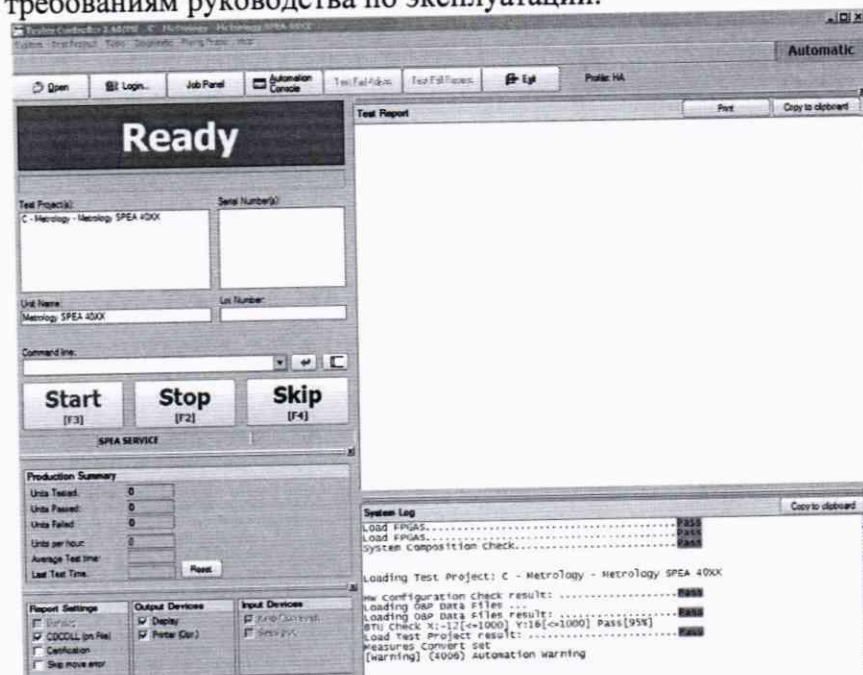 требованиям руководства по эксплуатации.
Automatic
Open
Login...
Job Panel
Automation Console
Exit
Profile: HA
Ready
Test Report
Print
Copy to clipboard
Test Project(s):
Serial Number(s):
C - Metrology - Metrology SPEA 40XX
Unit Name:
Lot Number:
Metrology SPEA 40XX
Command line:
Start
[F3]
Stop
[F2]
Skip
[F4]
SPEA SERVICE
Production Summary
Units Tested: 0
Units Passed: 0
Units Failed: 0
Units per hour: 0
Average Test time:
Last Test Time:
Reset
Report Settings
CDCOLL (on File)
Certification
Skip move error
Output Devices
Display
Printer (Opr.)
Input Devices
System Log
Copy to clipboard
Load FPGAS...Pass
Load FPGAS...Pass
System Composition Check...Pass
Loading Test Project: C - Metrology - Metrology SPEA 40XX
HW Configuration check result: ...Pass
Loading OBP Data Files ...
Loading OBP Data Files result: ...Pass
BTU Check X:-12[<=1000] Y:16[<=1000] Pass[95%]
Load Test Project result: ...Pass
Measures Convert set
[Warning] (4006) Automation Warning